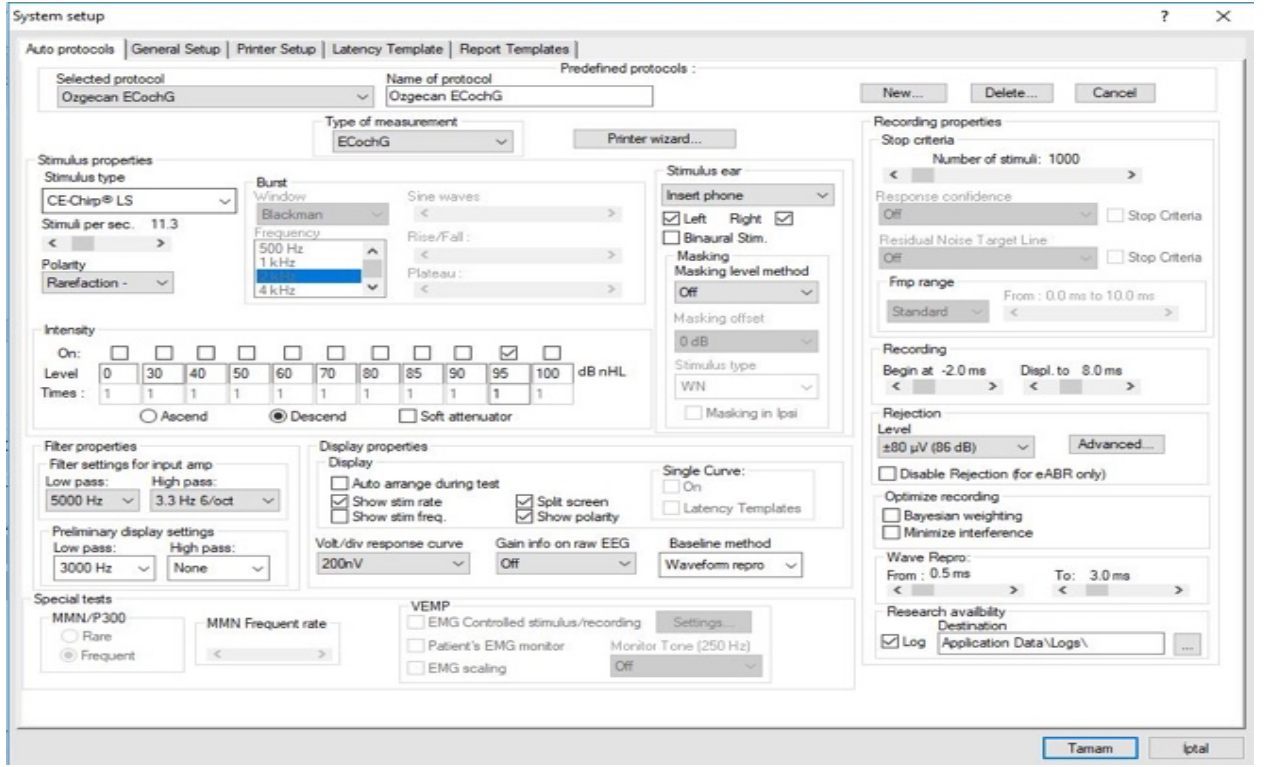 System setup ? ×
Auto protocols General Setup Printer Setup Latency Template Report Templates
Predefined protocols :
Selected protocol Name of protocol
Ozgecan ECochG Ozgecan ECochG New... Delete... Cancel
Type of measurement
ECochG Printer wizard...
Stimulus properties
Stimulus type
CE-Chirp® LS
Stimuli per sec. 11.3
< >
Polarity
Rarefaction -
Burst
Window
Blackman
Frequency
500 Hz
1 kHz
4 kHz
Sine waves
< >
Rise/Fall :
< >
Plateau :
< >
Intensity
On:
Level 0 30 40 50 60 70 80 85 90 95 100 dB nHL
Times : 1 1 1 1 1 1 1 1 1 1 1
Ascend Descend Soft attenuator
Stimulus ear
Insert phone
Left Right
Binaural Stim.
Masking
Masking level method
Off
Masking offset
0 dB
Stimulus type
WN
Masking in Ipsi
Filter properties
Filter settings for input amp
Low pass: High pass:
5000 Hz 3.3 Hz 6/oct
Preliminary display settings
Low pass: High pass:
3000 Hz None
Display properties
Display
Auto arrange during test
Show stim rate Split screen
Show stim freq. Show polarity
Single Curve:
On
Latency Templates
Volt/div response curve Gain info on raw EEG Baseline method
200nV Off Waveform repro
Special tests
MMN/P300
Rare
Frequent
MMN Frequent rate
< >
VEMP
EMG Controlled stimulus/recording Settings...
Patient's EMG monitor Monitor Tone (250 Hz)
EMG scaling Off
Recording properties
Stop criteria
Number of stimuli: 1000
< >
Response confidence
Off Stop Criteria
Residual Noise Target Line
Off Stop Criteria
Fmp range
From : 0.0 ms to 10.0 ms
Standard < >
Recording
Begin at -2.0 ms Displ. to 8.0 ms
< > < >
Rejection
Level
±80 µV (86 dB) Advanced...
Disable Rejection (for eABR only)
Optimize recording
Bayesian weighting
Minimize interference
Wave Repro:
From : 0.5 ms To: 3.0 ms
< > < >
Research availbility
Destination
Log Application Data\Logs\ ...
Tamam İptal